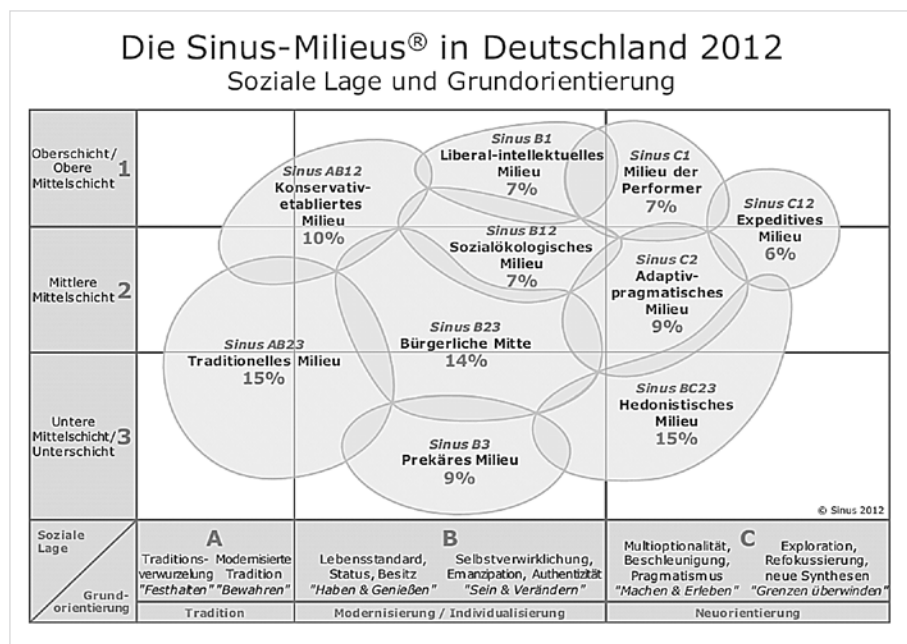 Die Sinus-Milieus® in Deutschland 2012
Soziale Lage und Grundorientierung
Oberschicht/
Obere
Mittelschicht
1
Mittlere
Mittelschicht
2
Untere
Mittelschicht/
Unterschicht
3
Sinus AB12
Konservativ-
etabliertes
Milieu
10%
Sinus B1
Liberal-intellektuelles
Milieu
7%
Sinus C1
Milieu der
Performer
7%
Sinus C12
Expeditives
Milieu
6%
Sinus B12
Sozialökologisches
Milieu
7%
Sinus C2
Adaptiv-
pragmatisches
Milieu
9%
Sinus AB23
Traditionelles Milieu
15%
Sinus B23
Bürgerliche Mitte
14%
Sinus BC23
Hedonistisches
Milieu
15%
Sinus B3
Prekäres Milieu
9%
© Sinus 2012
Soziale
Lage
Grund-
orientierung
A
Traditions-
verwurzelung
"Festhalten"
Modernisierte
Tradition
"Bewahren"
Tradition
B
Lebensstandard,
Status, Besitz
"Haben & Genießen"
Selbstverwirklichung,
Emanzipation, Authentizität
"Sein & Verändern"
Modernisierung / Individualisierung
C
Multioptionalität,
Beschleunigung,
Pragmatismus
"Machen & Erleben"
Exploration,
Refokussierung,
neue Synthesen
"Grenzen überwinden"
Neuorientierung